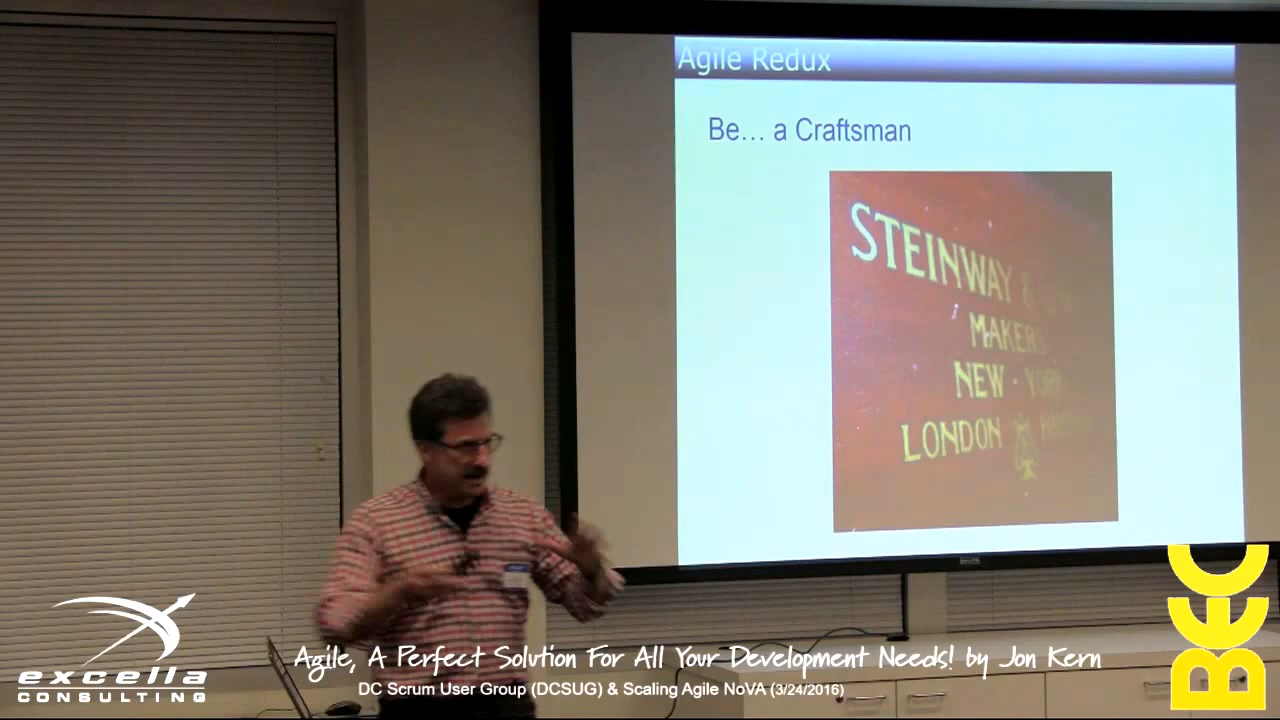 Agile Redux
Be… a Craftsman
STEINWAY &
MAKERS
NEW · YORK
LONDON
excella
CONSULTING
Agile, A Perfect Solution For All Your Development Needs! by Jon Kern
DC Scrum User Group (DCSUG) & Scaling Agile NoVA (3/24/2016)
BEC